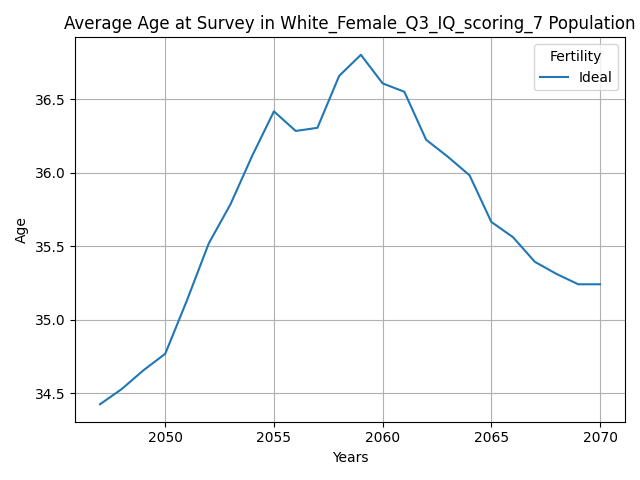 Average Age at Survey in White_Female_Q3_IQ_scoring_7 Population
Fertility
Ideal
36.5
36.0
35.5
35.0
34.5
Age
2050 2055 2060 2065 2070
Years